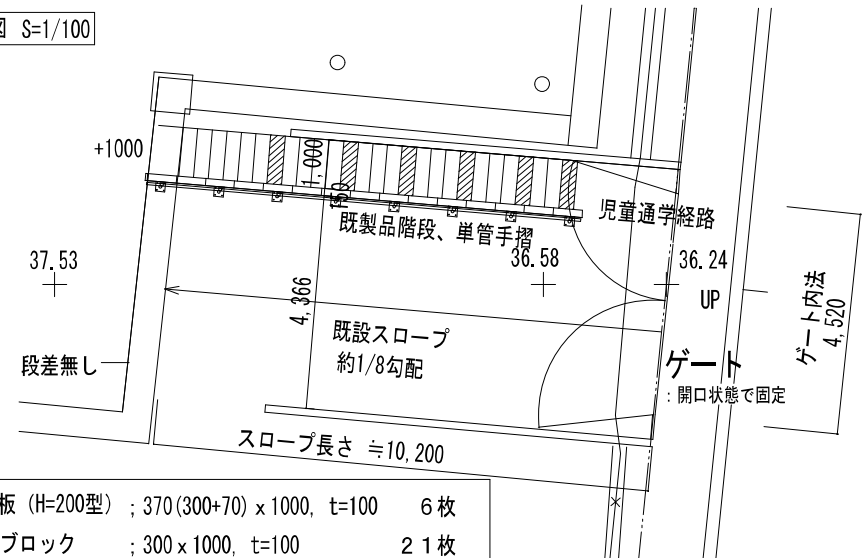 図 S=1/100
+1000
1,000
150
既製品階段、単管手摺
児童通学経路
37.53
36.58
36.24
UP
ゲート内法
4,520
4,366
既設スロープ
約1/8勾配
段差無し
ゲート
:開口状態で固定
スロープ長さ ≒10,200
板 (H=200型) ; 370(300+70) x 1000, t=100 6枚
ブロック ; 300 x 1000, t=100 21枚